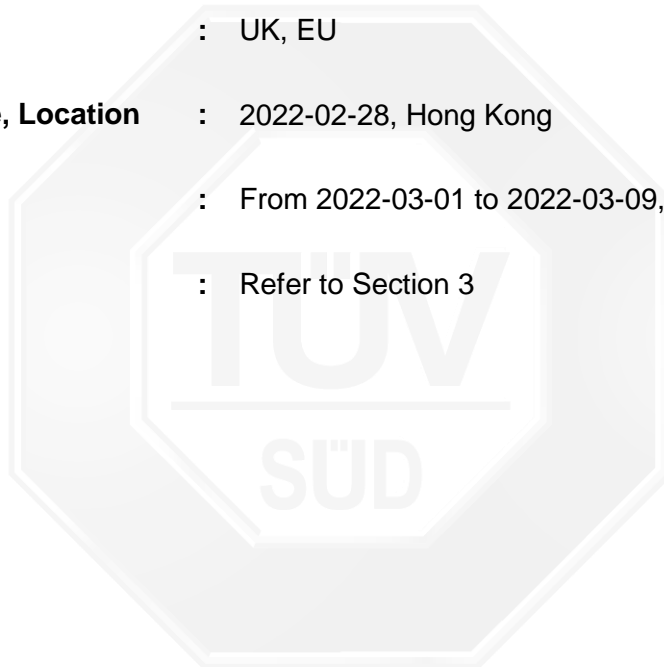 : UK, EU
, Location : 2022-02-28, Hong Kong
: From 2022-03-01 to 2022-03-09,
: Refer to Section 3
TÜV
SÜD